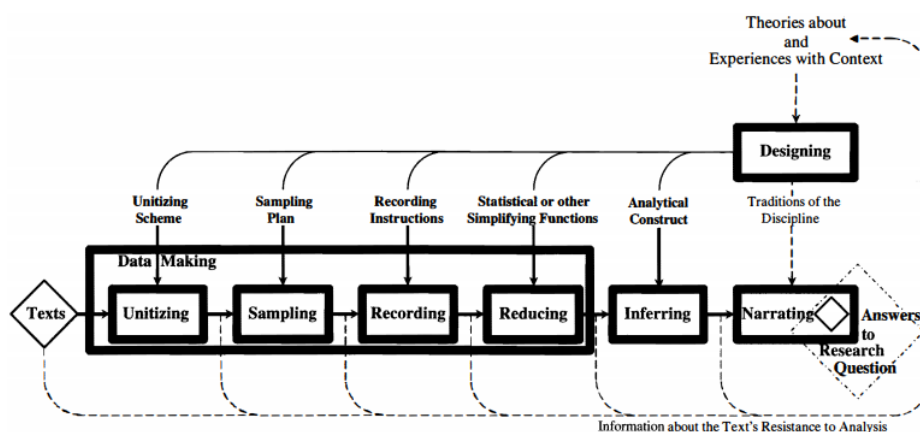 Theories about
and
Experiences with Context
Designing
Unitizing
Scheme
Sampling
Plan
Recording
Instructions
Statistical or other
Simplifying Functions
Analytical
Construct
Traditions of the
Discipline
Data Making
Texts
Unitizing
Sampling
Recording
Reducing
Inferring
Narrating
Answers
to
Research
Question
Information about the Text's Resistance to Analysis